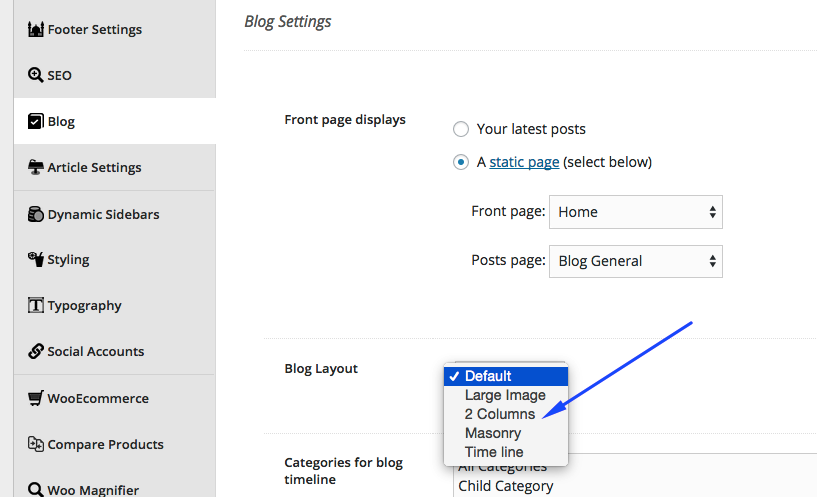 Footer Settings
SEO
Blog
Article Settings
Dynamic Sidebars
Styling
Typography
Social Accounts
WooEcommerce
Compare Products
Woo Magnifier
Blog Settings
Front page displays
Your latest posts
A static page (select below)
Front page: Home
Posts page: Blog General
Blog Layout
✓ Default
Large Image
2 Columns
Masonry
Time line
Categories for blog
timeline
All Categories
Child Category